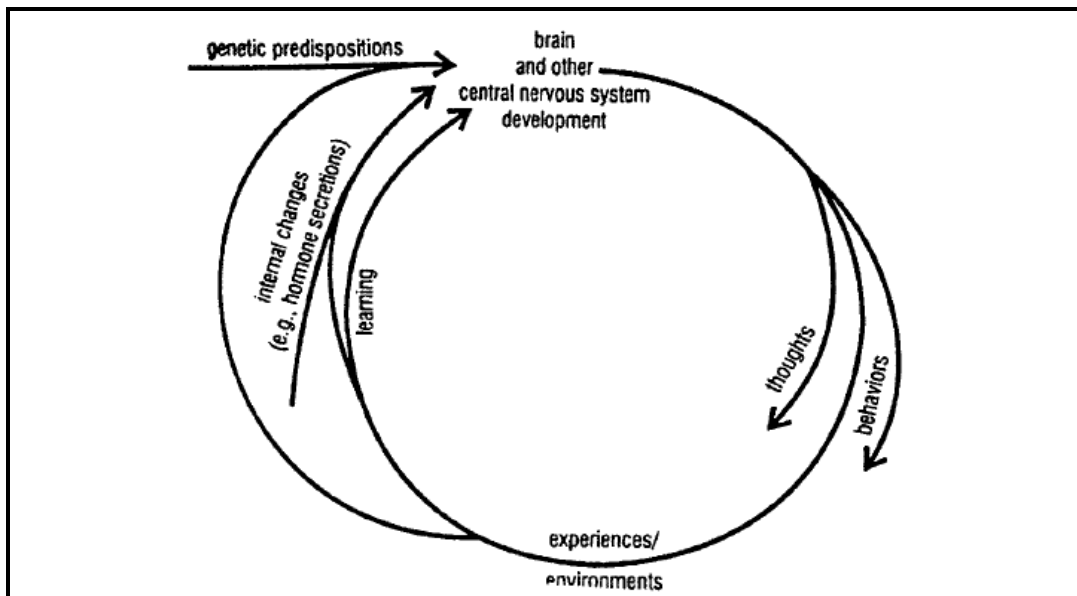 genetic predispositions
brain
and other
central nervous system
development
internal changes
(e.g., hormone secretions)
learning
thoughts
behaviors
experiences/
environments